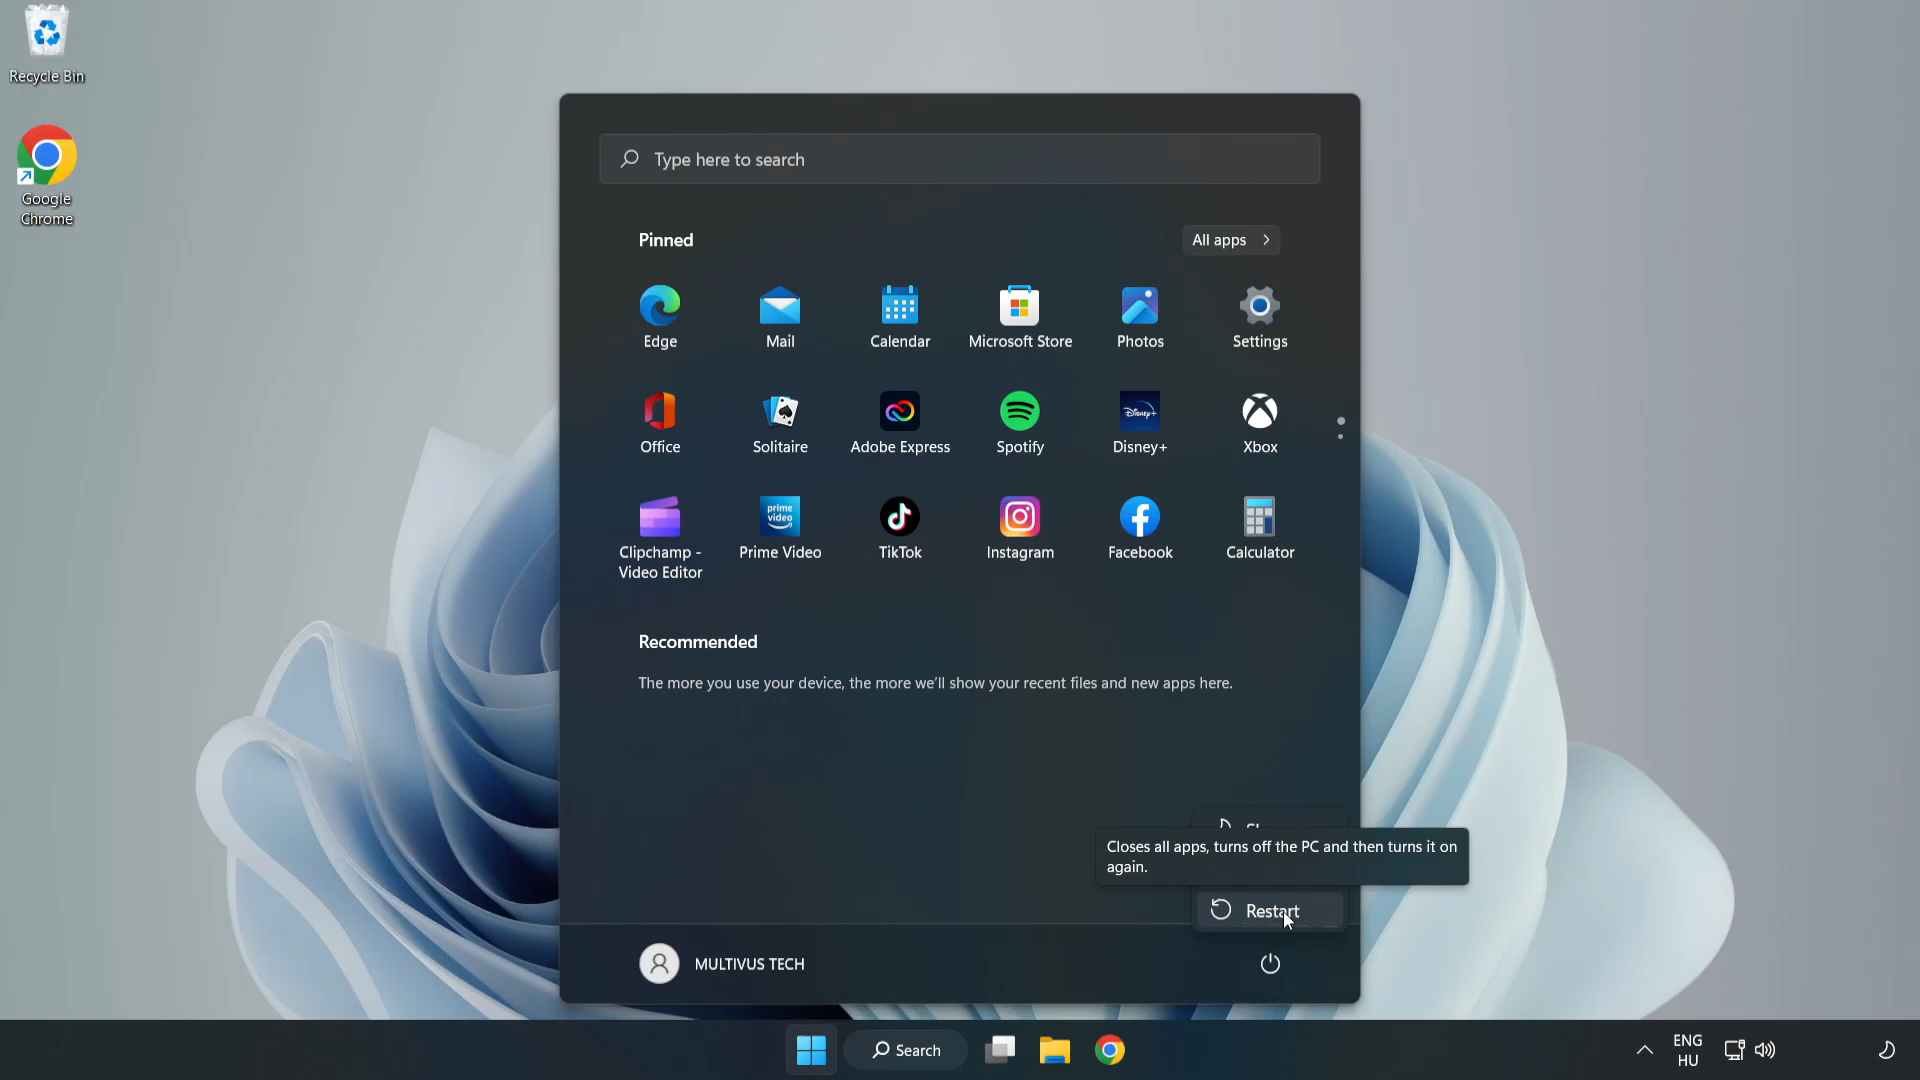 Recycle Bin
Google
Chrome
Type here to search
Pinned
All apps
Edge
Mail
Calendar
Microsoft Store
Photos
Settings
Office
Solitaire
Adobe Express
Spotify
Disney+
Disney+
Xbox
prime
video
Clipchamp -
Video Editor
Prime Video
TikTok
Instagram
Facebook
Calculator
Recommended
The more you use your device, the more we'll show your recent files and new apps here.
Closes all apps, turns off the PC and then turns it on
again.
Restart
MULTIVUS TECH
Search
ENG
HU